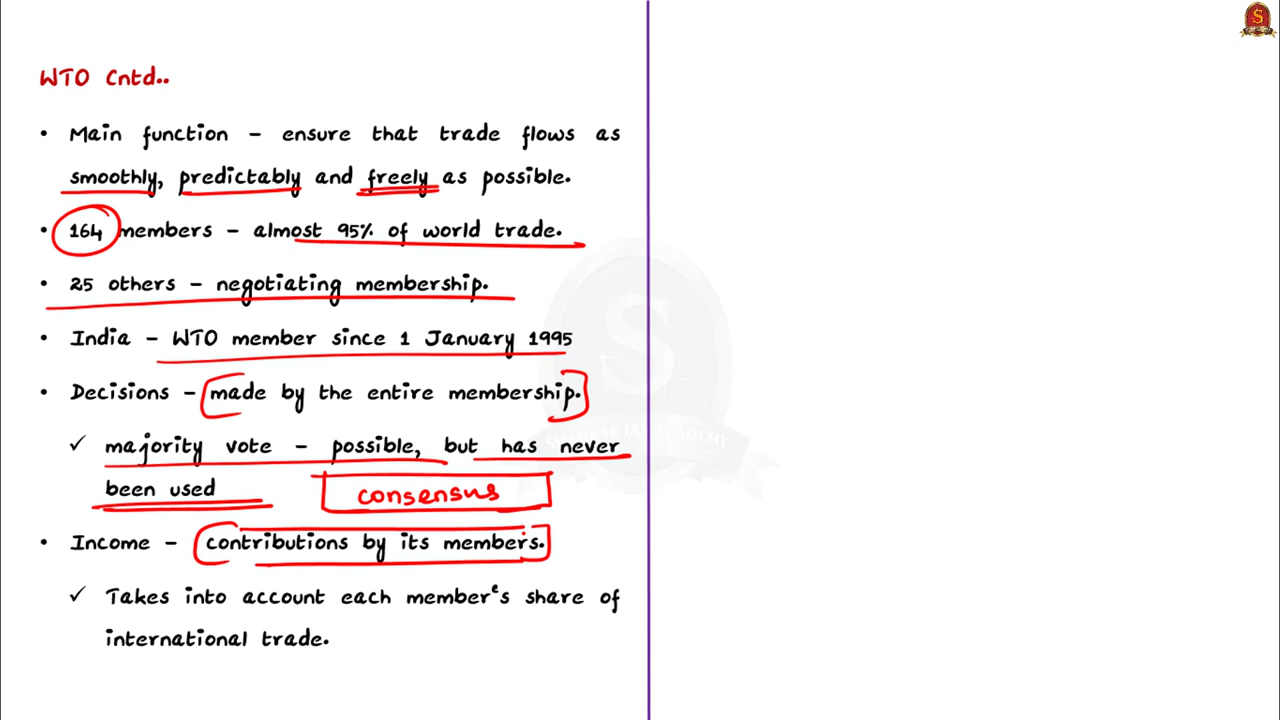 WTO Cntd..
• Main function – ensure that trade flows as
smoothly, predictably and freely as possible.
• 164 members – almost 95% of world trade.
• 25 others – negotiating membership.
• India – WTO member since 1 January 1995
• Decisions – made by the entire membership.
✓ majority vote – possible, but has never
been used
consensus
• Income – contributions by its members.
✓ Takes into account each member's share of
international trade.
S